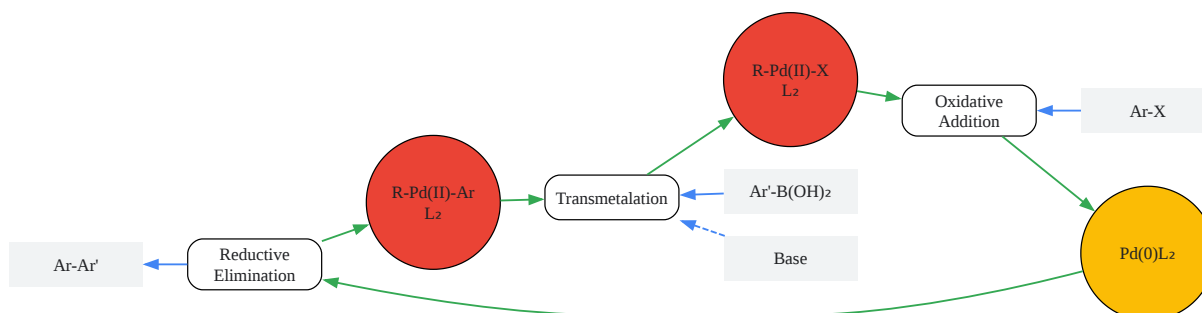 R-Pd(II)-X
L₂
Oxidative
Addition
Ar-X
R-Pd(II)-Ar
L₂
Transmetalation
Ar'-B(OH)₂
Base
Pd(0)L₂
Reductive
Elimination
Ar-Ar'